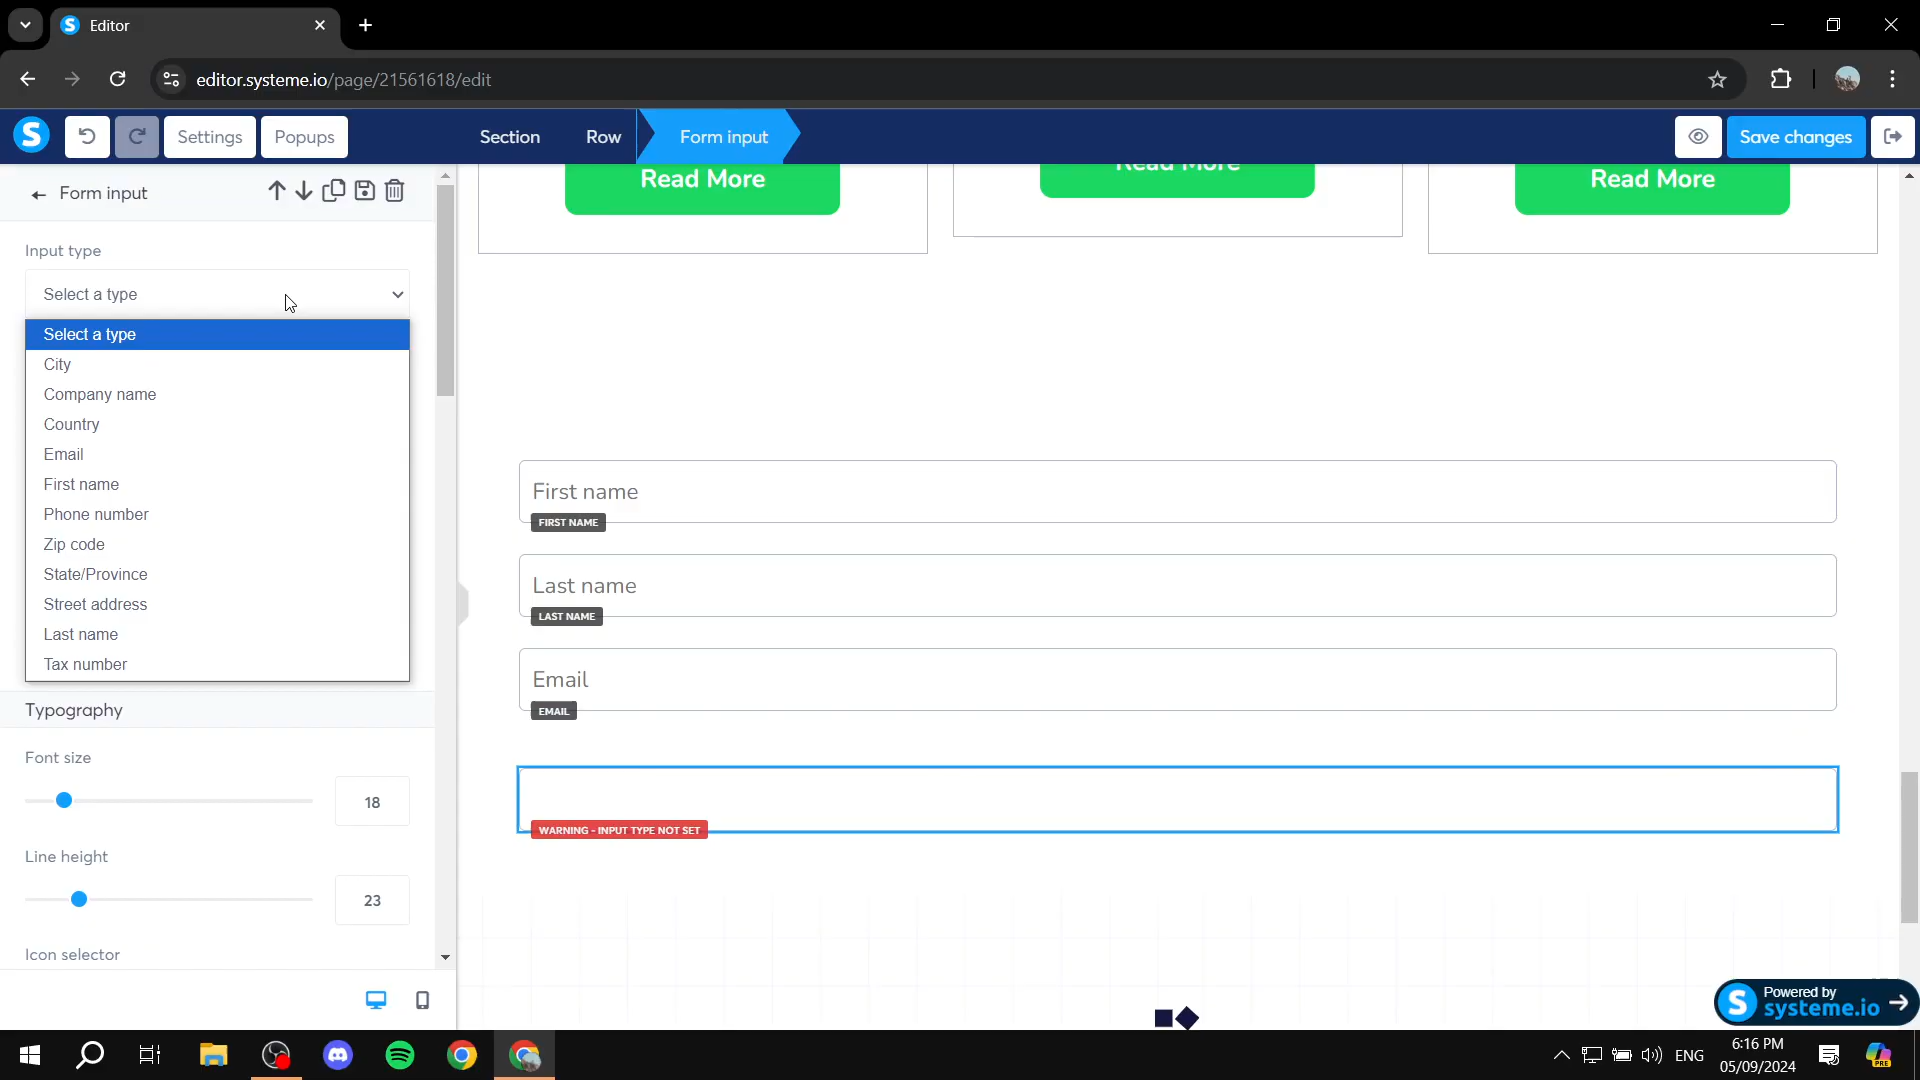 Editor
editor.systeme.io/page/21561618/edit
S
Settings
Popups
Section
Row
Form input
Save changes
Form input
Input type
Select a type
Select a type
City
Company name
Country
Email
First name
Phone number
Zip code
State/Province
Street address
Last name
Tax number
Typography
Font size
18
Line height
23
Icon selector
Read More
Read More
Read More
First name
FIRST NAME
Last name
LAST NAME
Email
EMAIL
WARNING - INPUT TYPE NOT SET
S
Powered by
systeme.io
ENG
6:16 PM
05/09/2024
PRE